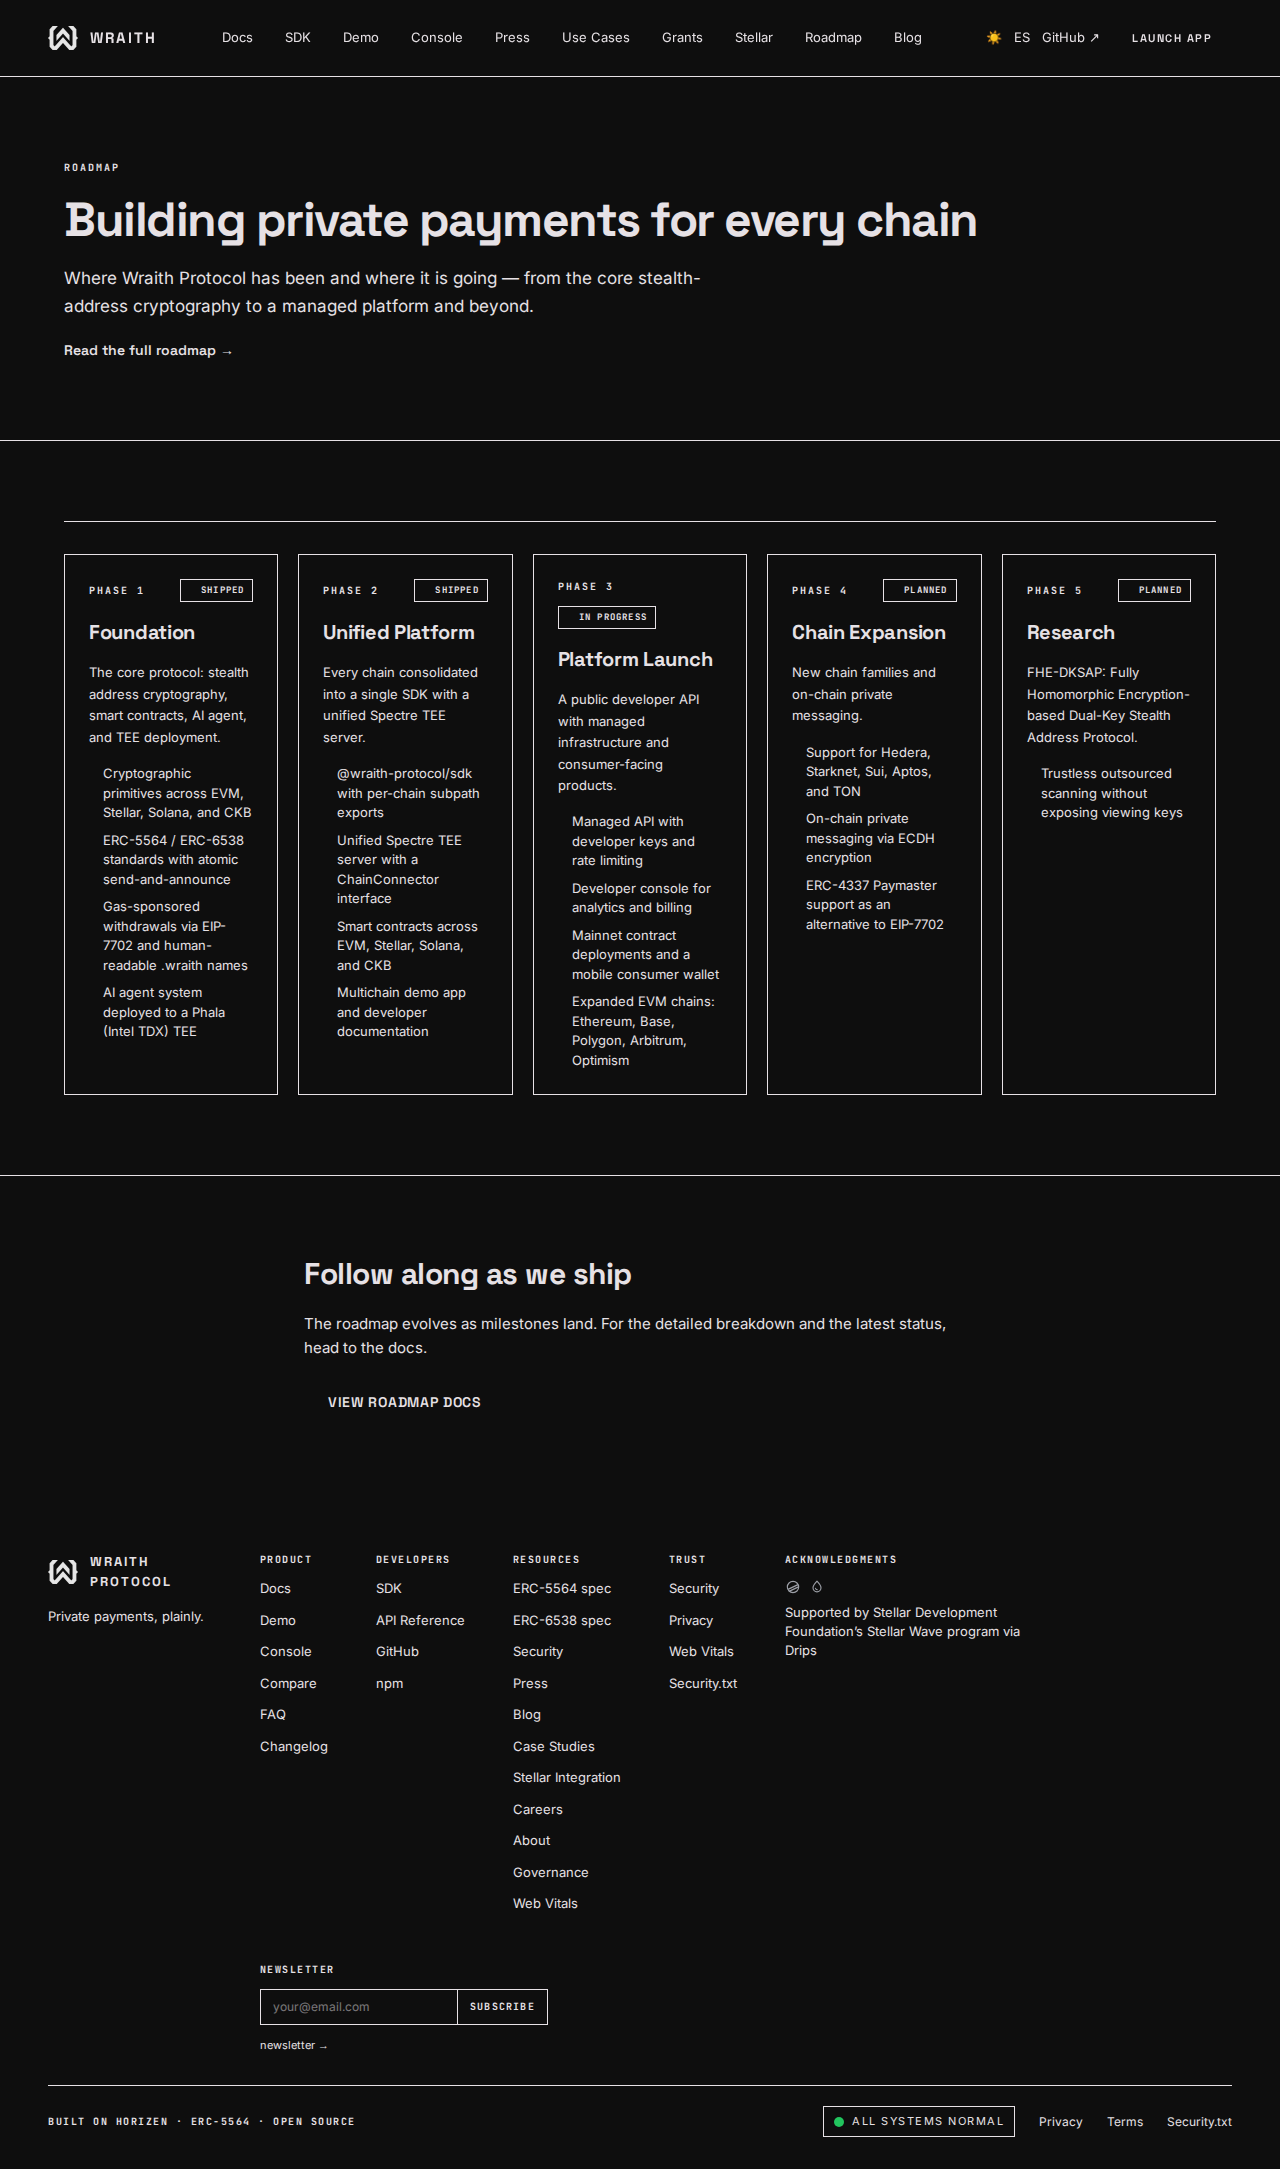 WRAITH
Docs
SDK
Demo
Console
Press
Use Cases
Grants
Stellar
Roadmap
Blog
ES
GitHub ↗
LAUNCH APP
ROADMAP
Building private payments for every chain
Where Wraith Protocol has been and where it is going — from the core stealth-
address cryptography to a managed platform and beyond.
Read the full roadmap →
PHASE 1
SHIPPED
Foundation
The core protocol: stealth
address cryptography,
smart contracts, AI agent,
and TEE deployment.
Cryptographic
primitives across EVM,
Stellar, Solana, and CKB
ERC-5564 / ERC-6538
standards with atomic
send-and-announce
Gas-sponsored
withdrawals via EIP-
7702 and human-
readable .wraith names
AI agent system
deployed to a Phala
(Intel TDX) TEE
PHASE 2
SHIPPED
Unified Platform
Every chain consolidated
into a single SDK with a
unified Spectre TEE
server.
@wraith-protocol/sdk
with per-chain subpath
exports
Unified Spectre TEE
server with a
ChainConnector
interface
Smart contracts across
EVM, Stellar, Solana,
and CKB
Multichain demo app
and developer
documentation
PHASE 3
IN PROGRESS
Platform Launch
A public developer API
with managed
infrastructure and
consumer-facing
products.
Managed API with
developer keys and
rate limiting
Developer console for
analytics and billing
Mainnet contract
deployments and a
mobile consumer wallet
Expanded EVM chains:
Ethereum, Base,
Polygon, Arbitrum,
Optimism
PHASE 4
PLANNED
Chain Expansion
New chain families and
on-chain private
messaging.
Support for Hedera,
Starknet, Sui, Aptos,
and TON
On-chain private
messaging via ECDH
encryption
ERC-4337 Paymaster
support as an
alternative to EIP-7702
PHASE 5
PLANNED
Research
FHE-DKSAP: Fully
Homomorphic Encryption-
based Dual-Key Stealth
Address Protocol.
Trustless outsourced
scanning without
exposing viewing keys
Follow along as we ship
The roadmap evolves as milestones land. For the detailed breakdown and the latest status,
head to the docs.
VIEW ROADMAP DOCS
WRAITH
PROTOCOL
Private payments, plainly.
PRODUCT
Docs
Demo
Console
Compare
FAQ
Changelog
DEVELOPERS
SDK
API Reference
GitHub
npm
RESOURCES
ERC-5564 spec
ERC-6538 spec
Security
Press
Blog
Case Studies
Stellar Integration
Careers
About
Governance
Web Vitals
TRUST
Security
Privacy
Web Vitals
Security.txt
ACKNOWLEDGMENTS
Supported by Stellar Development
Foundation's Stellar Wave program via
Drips
NEWSLETTER
your@email.com
SUBSCRIBE
newsletter →
BUILT ON HORIZEN · ERC-5564 · OPEN SOURCE
ALL SYSTEMS NORMAL
Privacy
Terms
Security.txt